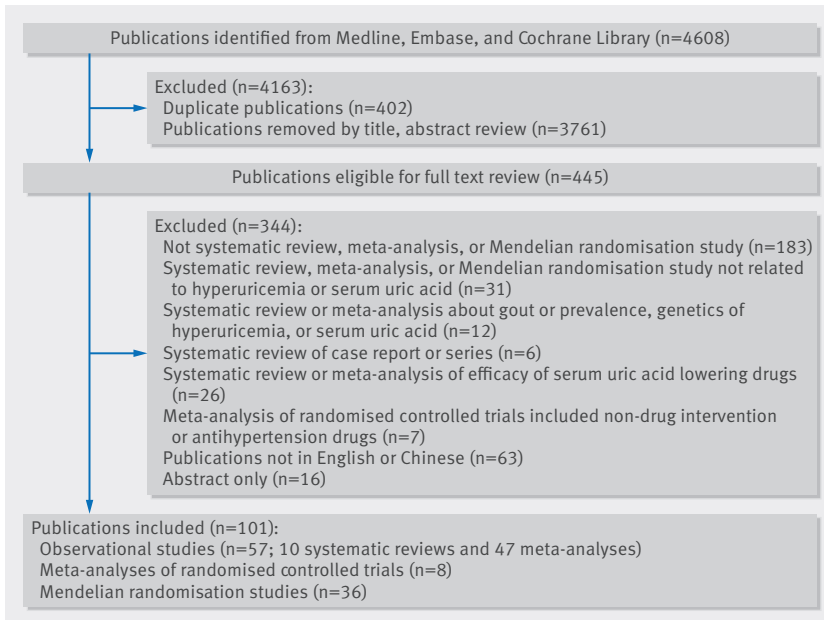 Publications identified from Medline, Embase, and Cochrane Library (n=4608)
Excluded (n=4163):
Duplicate publications (n=402)
Publications removed by title, abstract review (n=3761)
Publications eligible for full text review (n=445)
Excluded (n=344):
Not systematic review, meta-analysis, or Mendelian randomisation study (n=183)
Systematic review, meta-analysis, or Mendelian randomisation study not related
to hyperuricemia or serum uric acid (n=31)
Systematic review or meta-analysis about gout or prevalence, genetics of
hyperuricemia, or serum uric acid (n=12)
Systematic review of case report or series (n=6)
Systematic review or meta-analysis of efficacy of serum uric acid lowering drugs
(n=26)
Meta-analysis of randomised controlled trials included non-drug intervention
or antihypertension drugs (n=7)
Publications not in English or Chinese (n=63)
Abstract only (n=16)
Publications included (n=101):
Observational studies (n=57; 10 systematic reviews and 47 meta-analyses)
Meta-analyses of randomised controlled trials (n=8)
Mendelian randomisation studies (n=36)